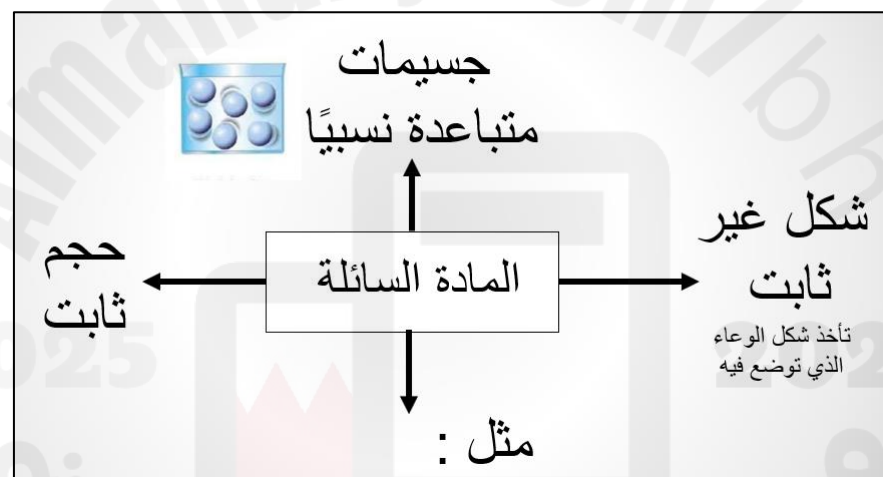 جسيمات
متباعدة نسبيًا
شكل غير
ثابت
تأخذ شكل الوعاء
الذي توضع فيه
المادة السائلة
حجم
ثابت
مثل :